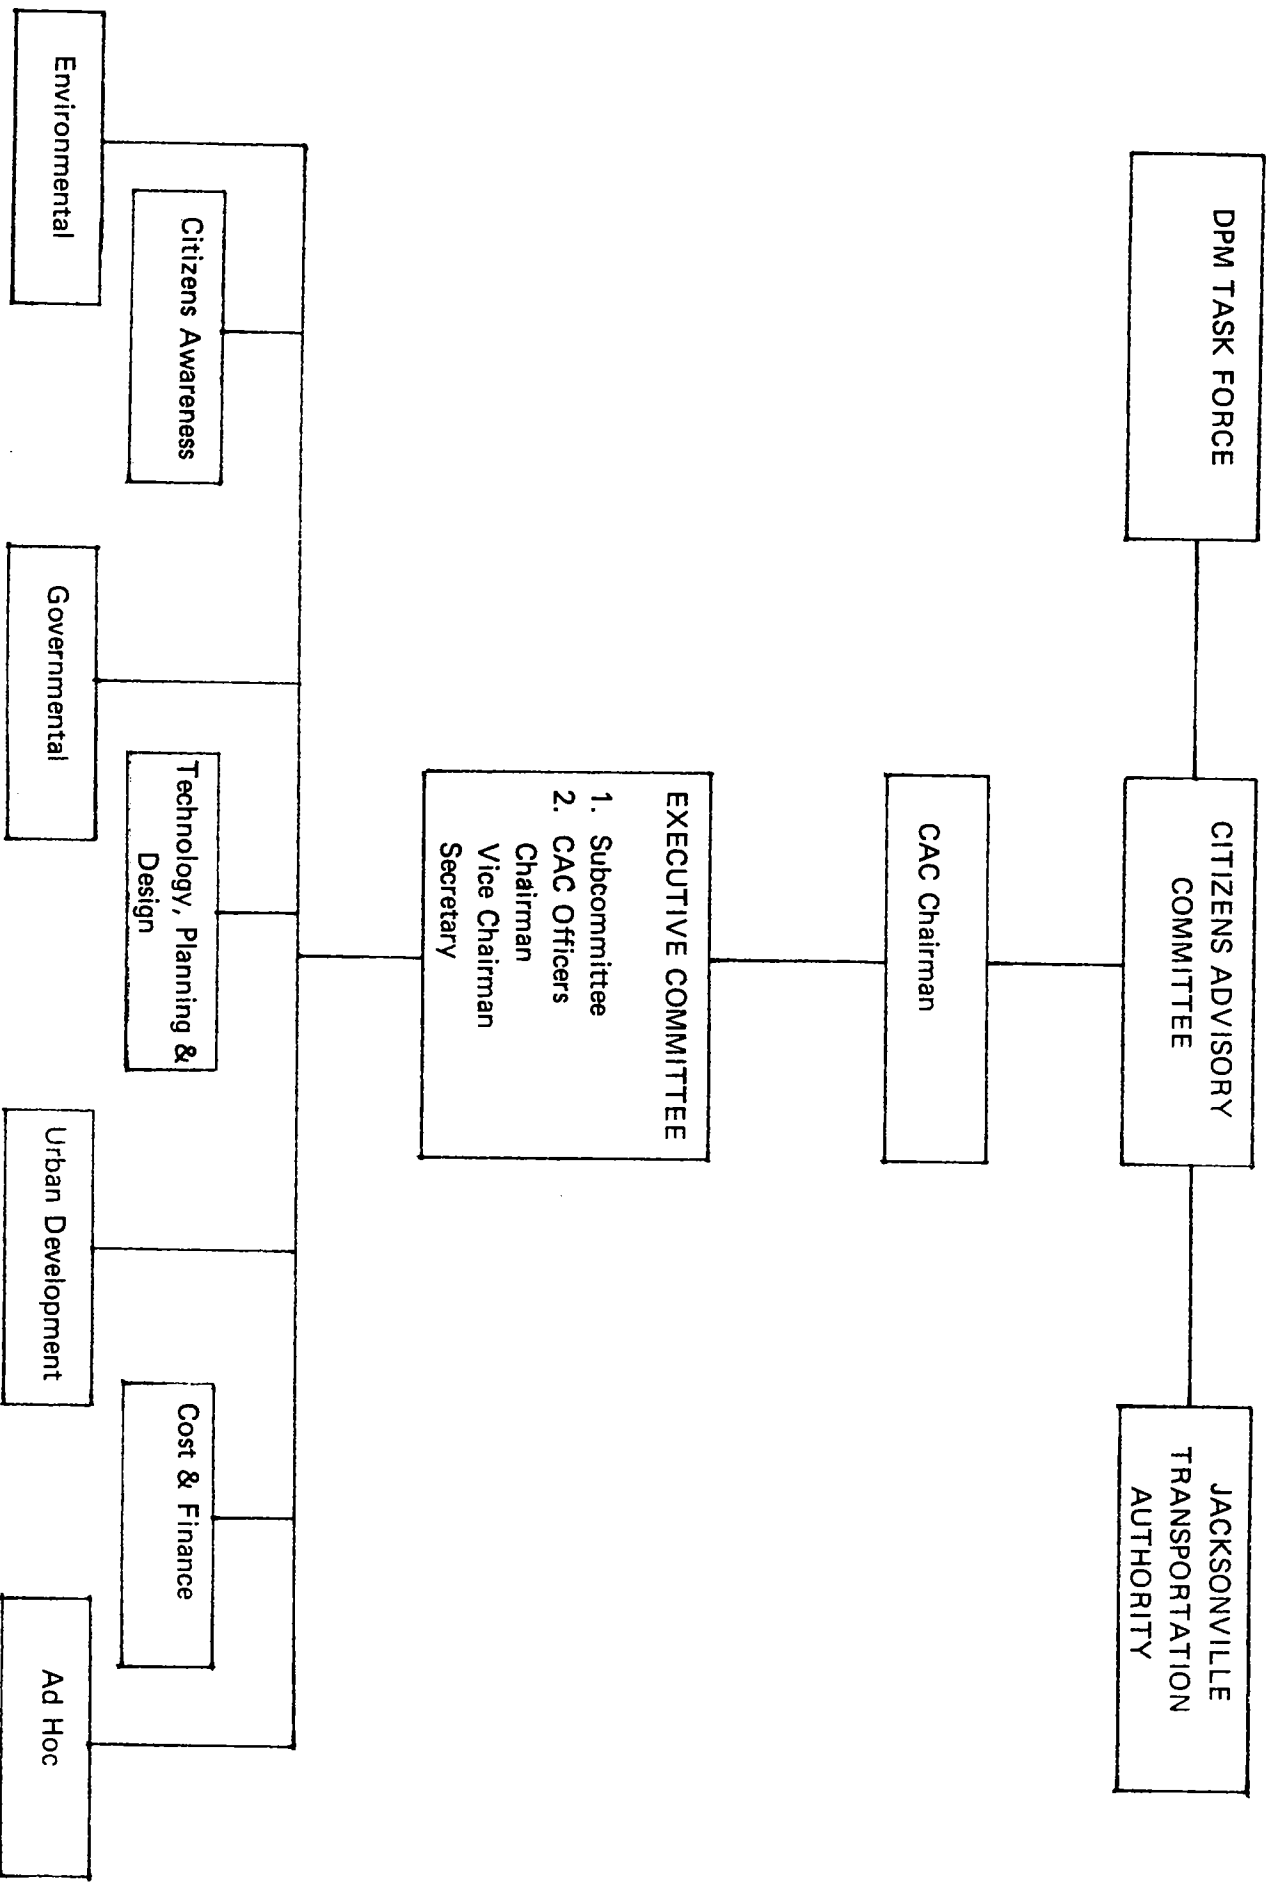 DPM TASK FORCE
CITIZENS ADVISORY
COMMITTEE
JACKSONVILLE
TRANSPORTATION
AUTHORITY
CAC Chairman
EXECUTIVE COMMITTEE
1. Subcommittee
2. CAC Officers
Chairman
Vice Chairman
Secretary
Citizens Awareness
Technology, Planning &
Design
Cost & Finance
Environmental
Governmental
Urban Development
Ad Hoc